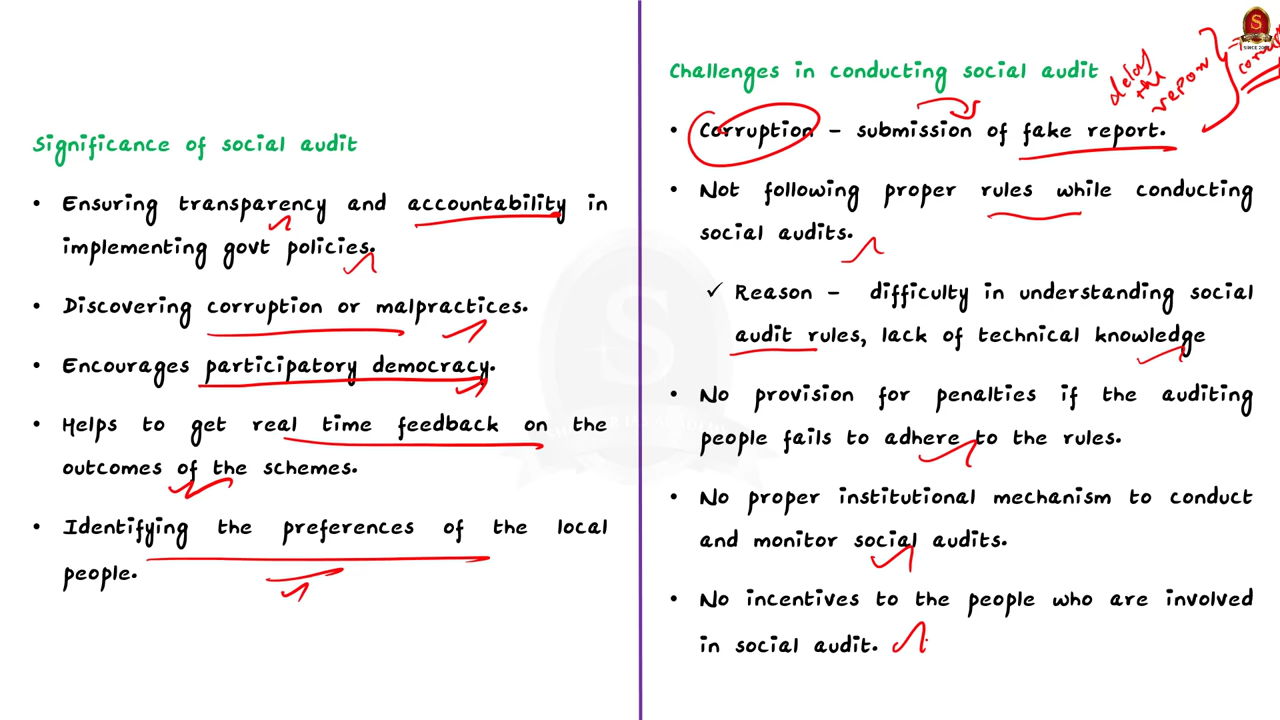 Significance of social audit
• Ensuring transparency and accountability in
implementing govt policies.
• Discovering corruption or malpractices.
• Encourages participatory democracy.
• Helps to get real time feedback on the
outcomes of the schemes.
• Identifying the preferences of the local
people.
Challenges in conducting social audit
• Corruption – submission of fake report.
• Not following proper rules while conducting
social audits.
✓ Reason – difficulty in understanding social
audit rules, lack of technical knowledge
• No provision for penalties if the auditing
people fails to adhere to the rules.
• No proper institutional mechanism to conduct
and monitor social audits.
• No incentives to the people who are involved
in social audit.
delay
the
report
S
SINCE 2004
S